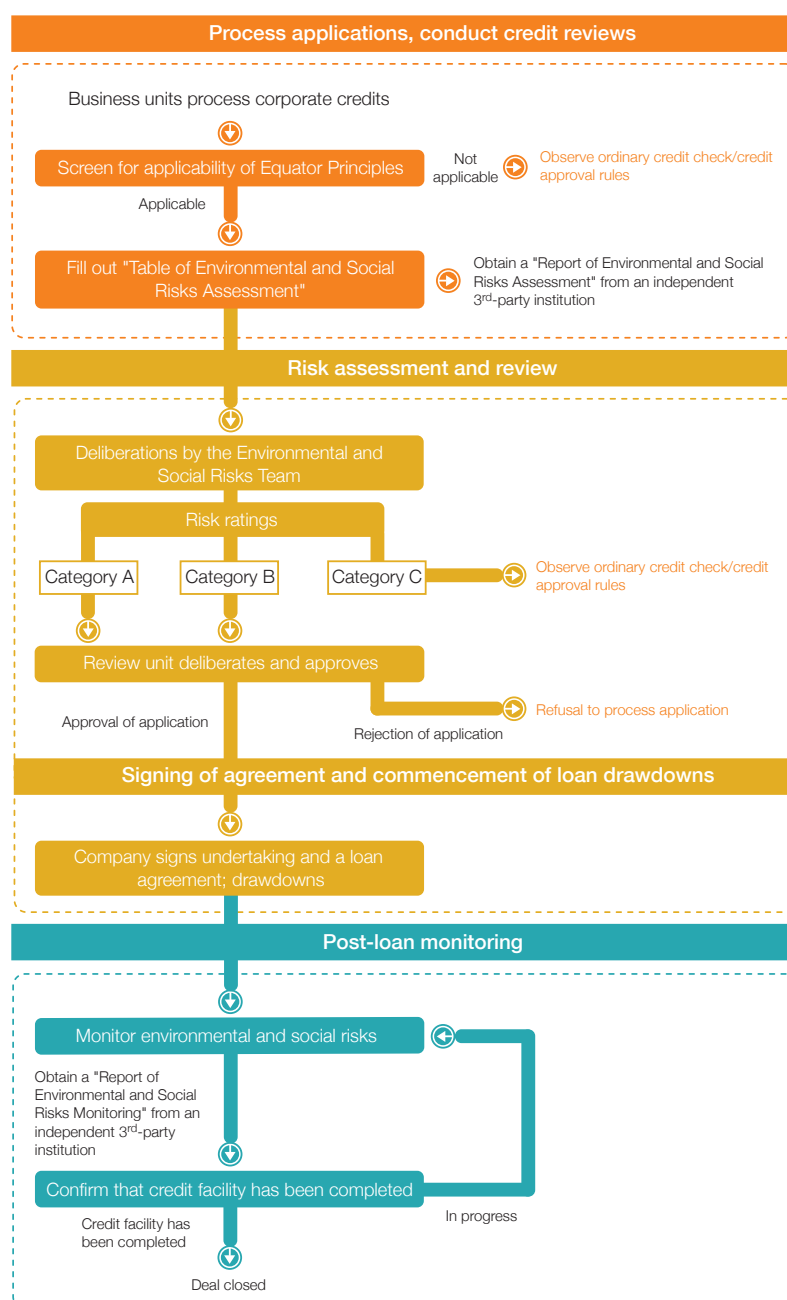 Process applications, conduct credit reviews
Business units process corporate credits
Screen for applicability of Equator Principles
Not
applicable
Observe ordinary credit check/credit
approval rules
Applicable
Fill out "Table of Environmental and Social
Risks Assessment"
Obtain a "Report of Environmental and Social
Risks Assessment" from an independent
3rd-party institution
Risk assessment and review
Deliberations by the Environmental and
Social Risks Team
Risk ratings
Category A
Category B
Category C
Observe ordinary credit check/credit
approval rules
Review unit deliberates and approves
Approval of application
Rejection of application
Refusal to process application
Signing of agreement and commencement of loan drawdowns
Company signs undertaking and a loan
agreement; drawdowns
Post-loan monitoring
Monitor environmental and social risks
Obtain a "Report of
Environmental and Social
Risks Monitoring" from an
independent 3rd-party
institution
Confirm that credit facility has been completed
Credit facility has
been completed
In progress
Deal closed